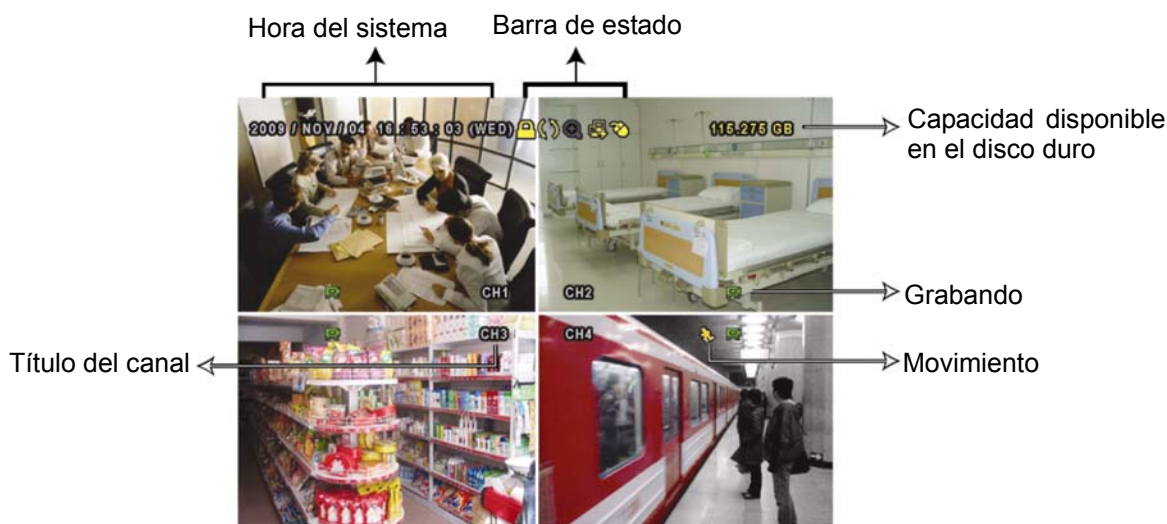 Hora del sistema
Barra de estado
2009 / NOV / 04 16 : 53 : 03 (WED)
115.275 GB
Capacidad disponible
en el disco duro
CH1
CH2
Grabando
CH3
CH4
Título del canal
Movimiento